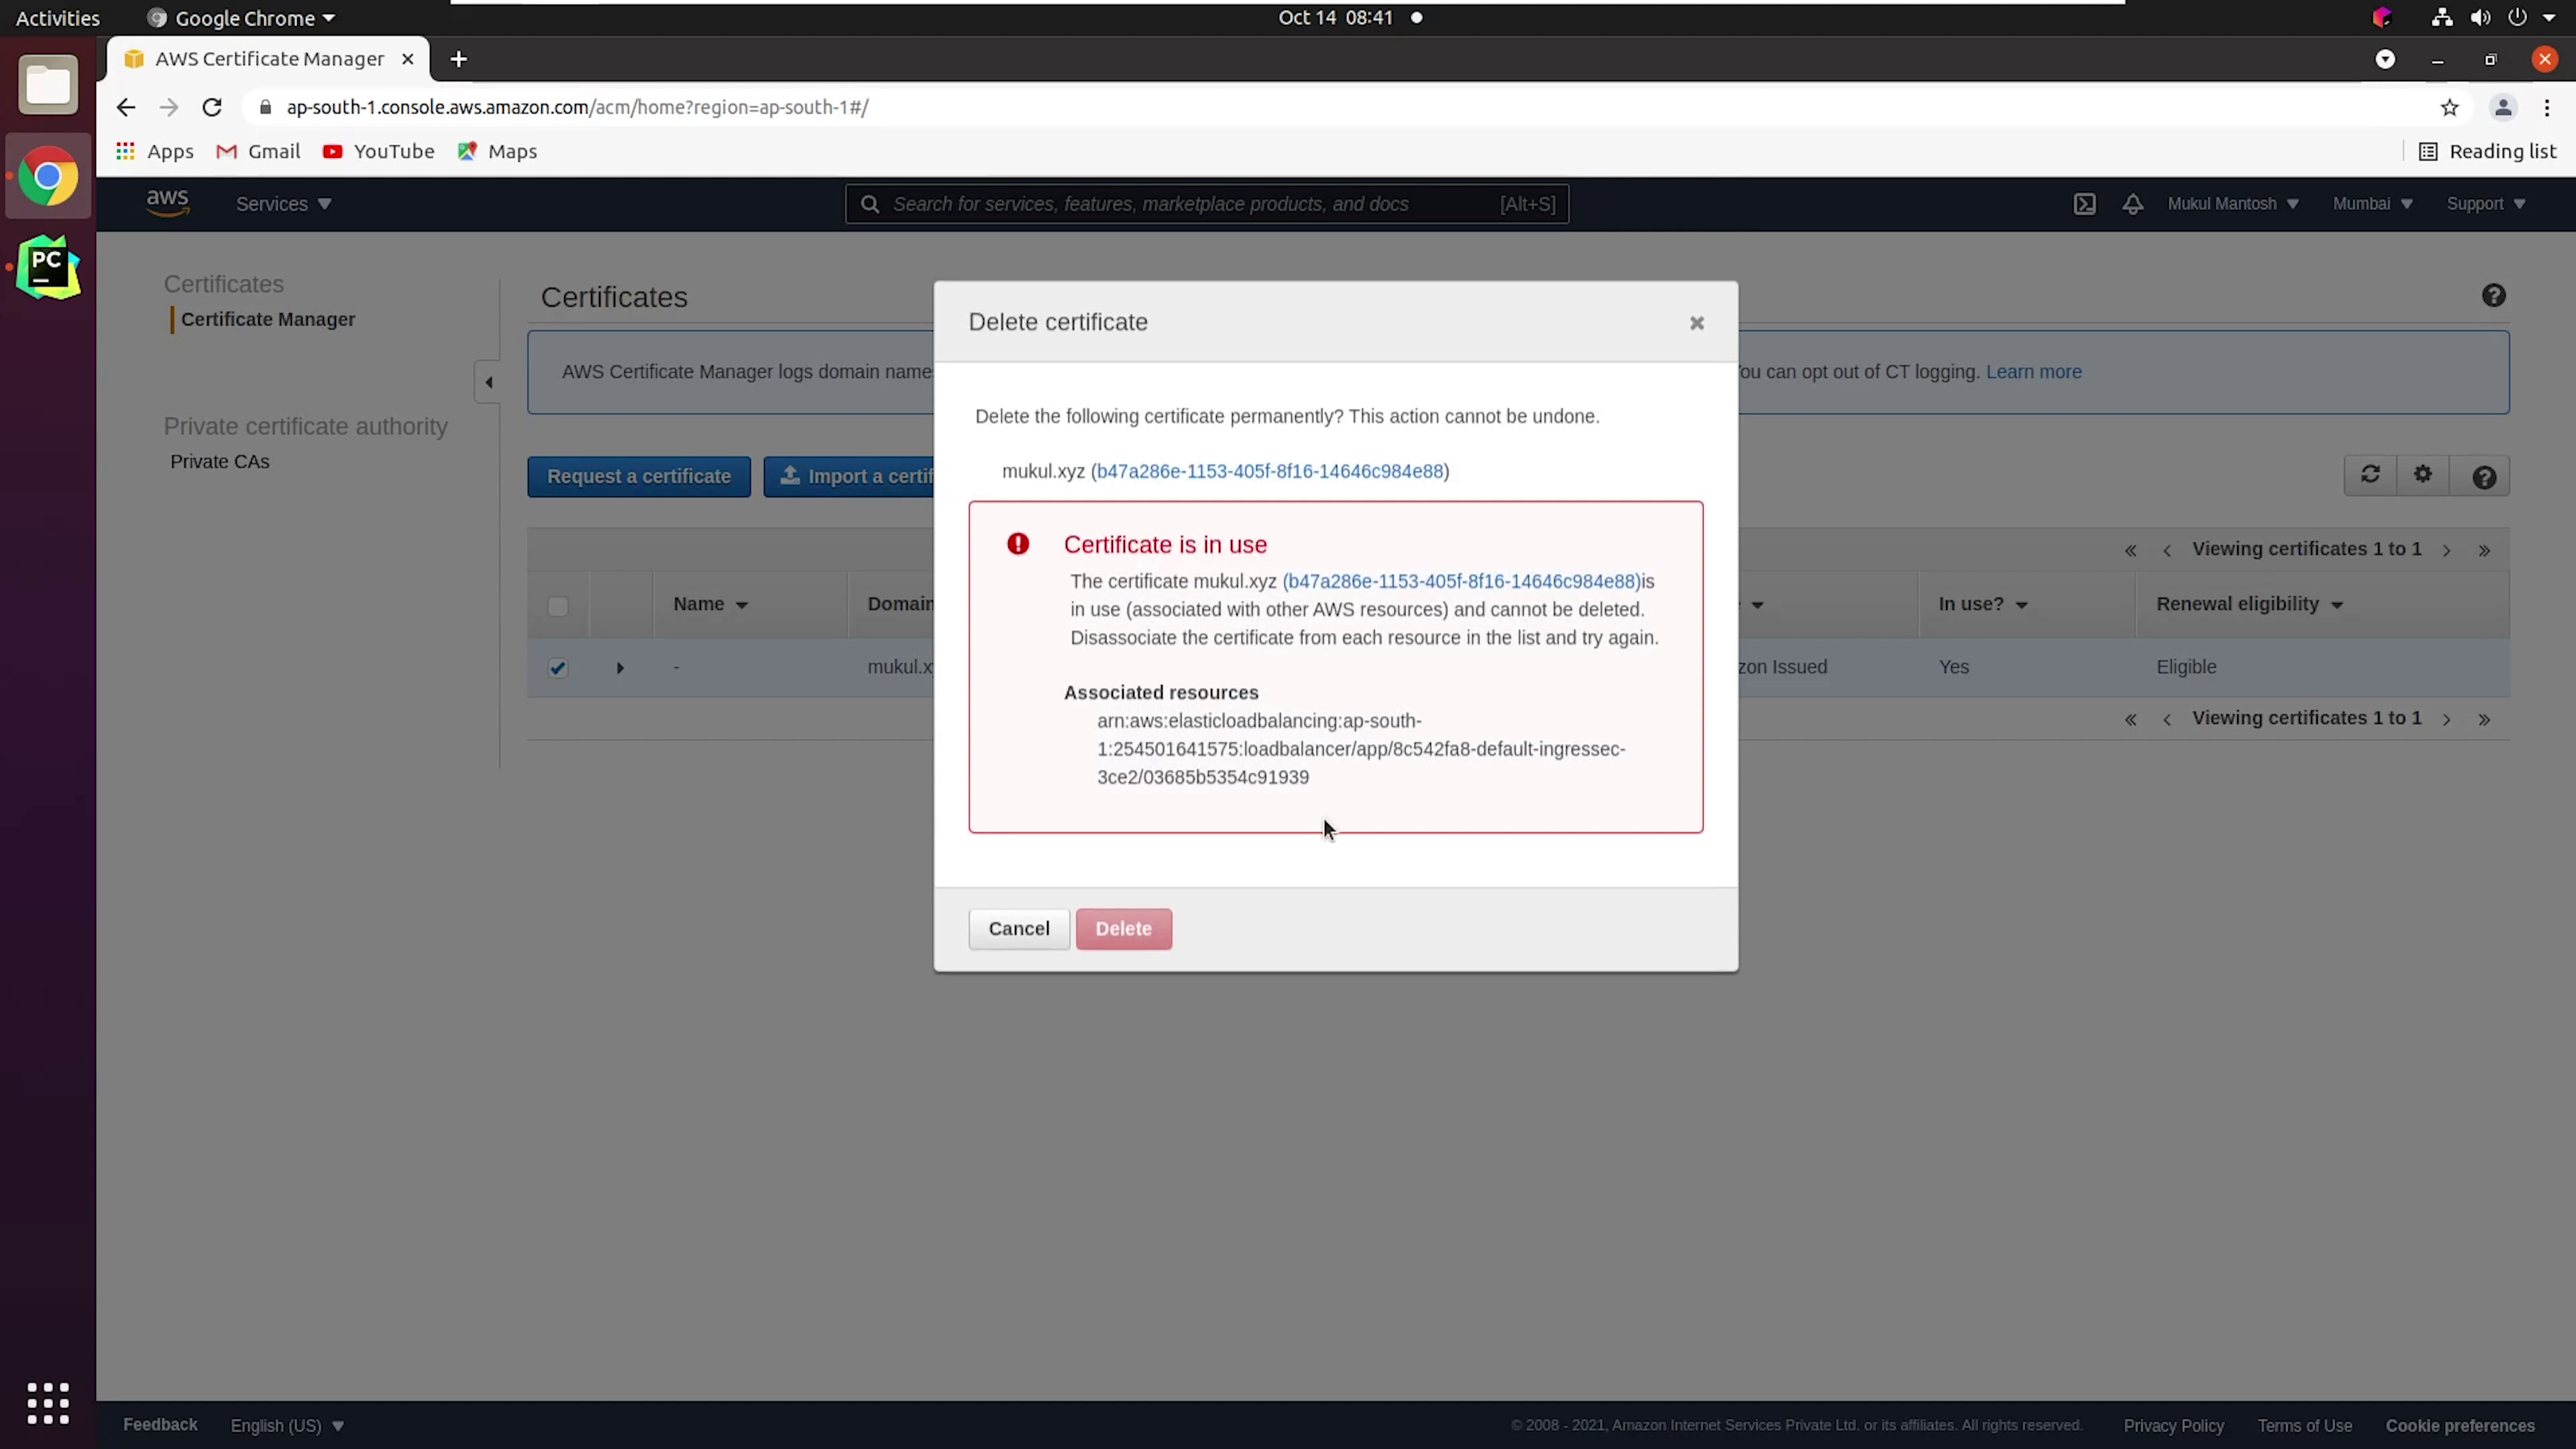 Activities
Google Chrome
Oct 14 08:41
AWS Certificate Manager
ap-south-1.console.aws.amazon.com/acm/home?region=ap-south-1#/
Apps
Gmail
YouTube
Maps
Reading list
aws
Services
Search for services, features, marketplace products, and docs
[Alt+S]
Mukul Mantosh
Mumbai
Support
PC
Certificates
Certificate Manager
Private certificate authority
Private CAs
Certificates
AWS Certificate Manager logs domain name
ou can opt out of CT logging. Learn more
Request a certificate
Import a certif
Viewing certificates 1 to 1
Name
Domain
In use?
Renewal eligibility
-
mukul.x
zon Issued
Yes
Eligible
Viewing certificates 1 to 1
Delete certificate
Delete the following certificate permanently? This action cannot be undone.
mukul.xyz (b47a286e-1153-405f-8f16-14646c984e88)
Certificate is in use
The certificate mukul.xyz (b47a286e-1153-405f-8f16-14646c984e88)is
in use (associated with other AWS resources) and cannot be deleted.
Disassociate the certificate from each resource in the list and try again.
Associated resources
arn:aws:elasticloadbalancing:ap-south-
1:254501641575:loadbalancer/app/8c542fa8-default-ingressec-
3ce2/03685b5354c91939
Cancel
Delete
Feedback
English (US)
© 2008 - 2021, Amazon Internet Services Private Ltd. or its affiliates. All rights reserved.
Privacy Policy
Terms of Use
Cookie preferences